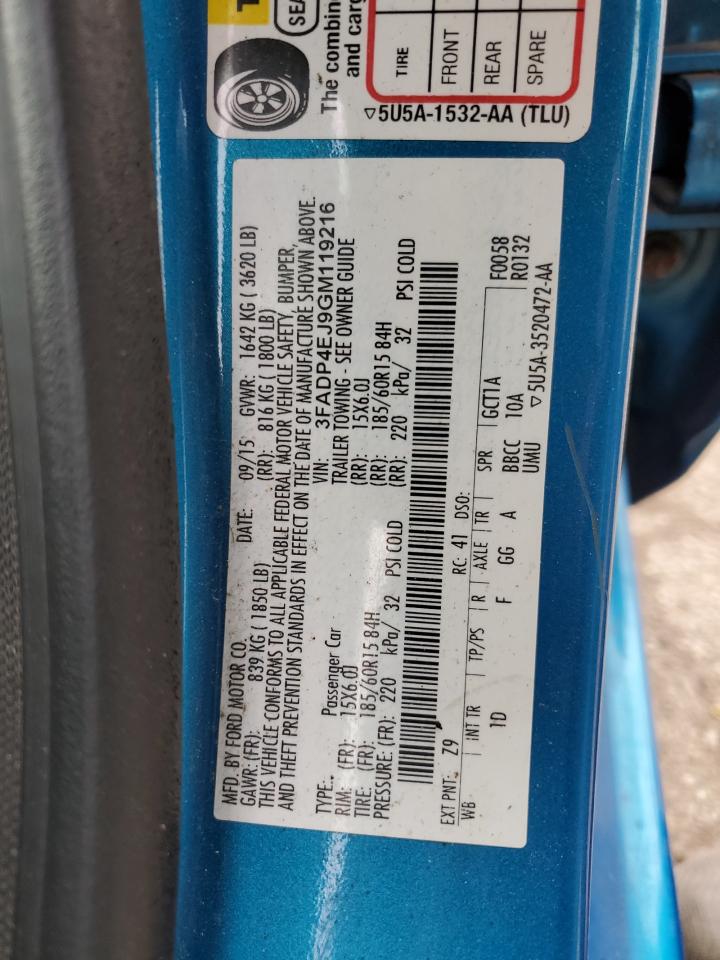 SEA
The combin
and carg
TIRE
FRONT
REAR
SPARE
▽5U5A-1532-AA (TLU)
MFD. BY FORD MOTOR CO.
DATE: 09/15 GVWR: 1642 KG ( 3620 LB)
GAWR:(FR): 839 KG ( 1850 LB) (RR): 816 KG ( 1800 LB)
THIS VEHICLE CONFORMS TO ALL APPLICABLE FEDERAL MOTOR VEHICLE SAFETY, BUMPER,
AND THEFT PREVENTION STANDARDS IN EFFECT ON THE DATE OF MANUFACTURE SHOWN ABOVE.
VIN: 3FADP4EJ9GM119216
TYPE: Passenger Car TRAILER TOWING - SEE OWNER GUIDE
RIM: (FR): 15X6.0J (RR): 15X6.0J
TIRE: (FR): 185/60R15 84H (RR): 185/60R15 84H
PRESSURE: (FR): 220 kPa/ 32 PSI COLD (RR): 220 kPa/ 32 PSI COLD
EXT PNT: Z9 RC: 41 DSO: F0058
WB INT TR TP/PS R AXLE TR SPR GCT1A R0132
1D F GG A BBCC 10A
UMU
▽5U5A-3520472-AA